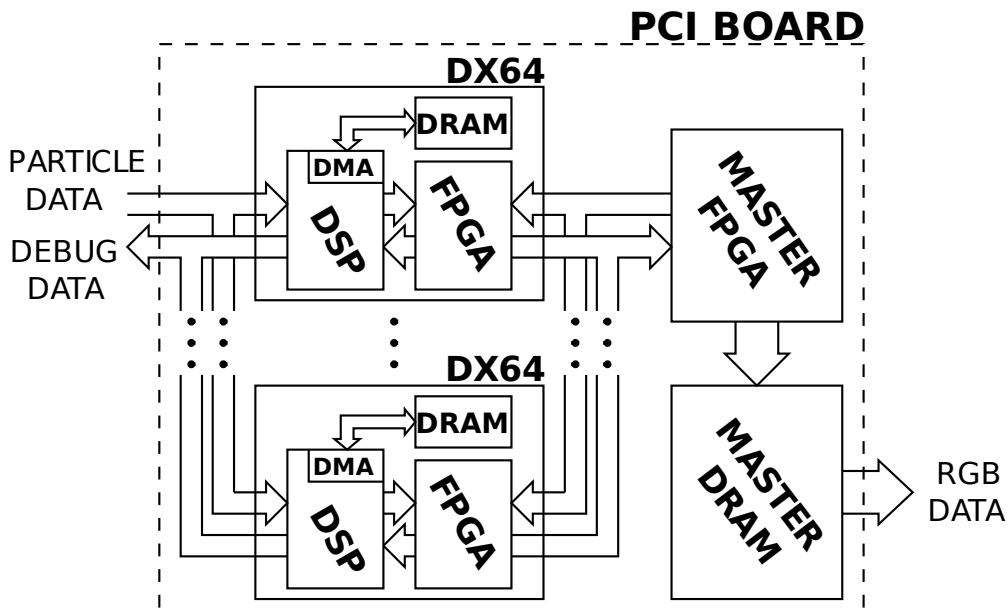 PCI BOARD
DX64
DRAM
DMA
DSP
FPGA
PARTICLE
DATA
DEBUG
DATA
MASTER
FPGA
DX64
DRAM
DMA
DSP
FPGA
MASTER
DRAM
RGB
DATA